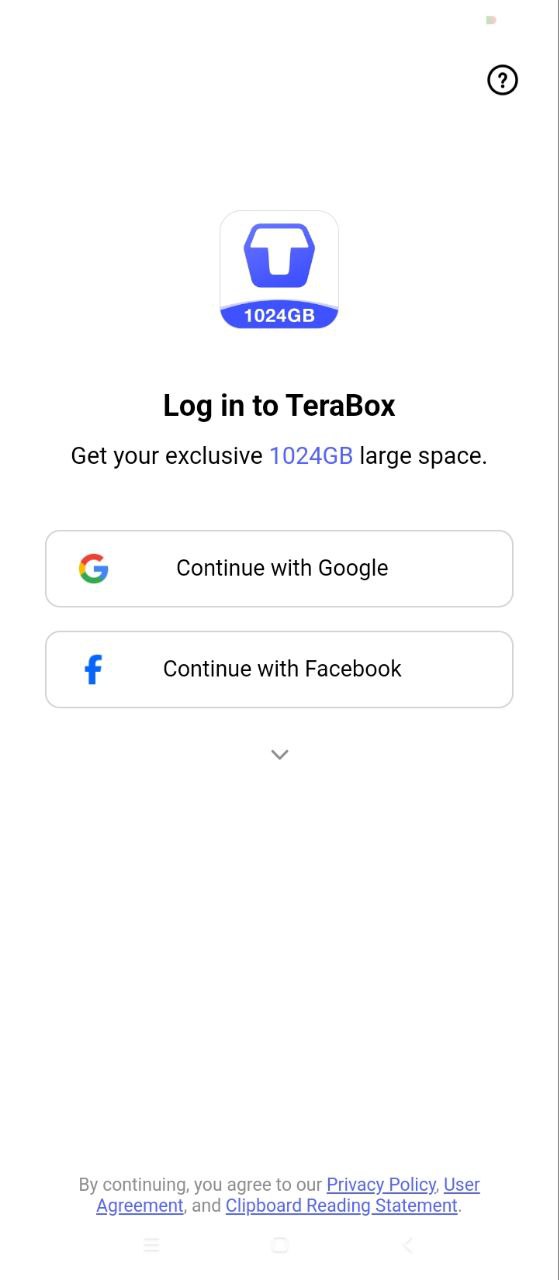 ?
1024GB
Log in to TeraBox
Get your exclusive 1024GB large space.
Continue with Google
Continue with Facebook
By continuing, you agree to our Privacy Policy, User
Agreement, and Clipboard Reading Statement.